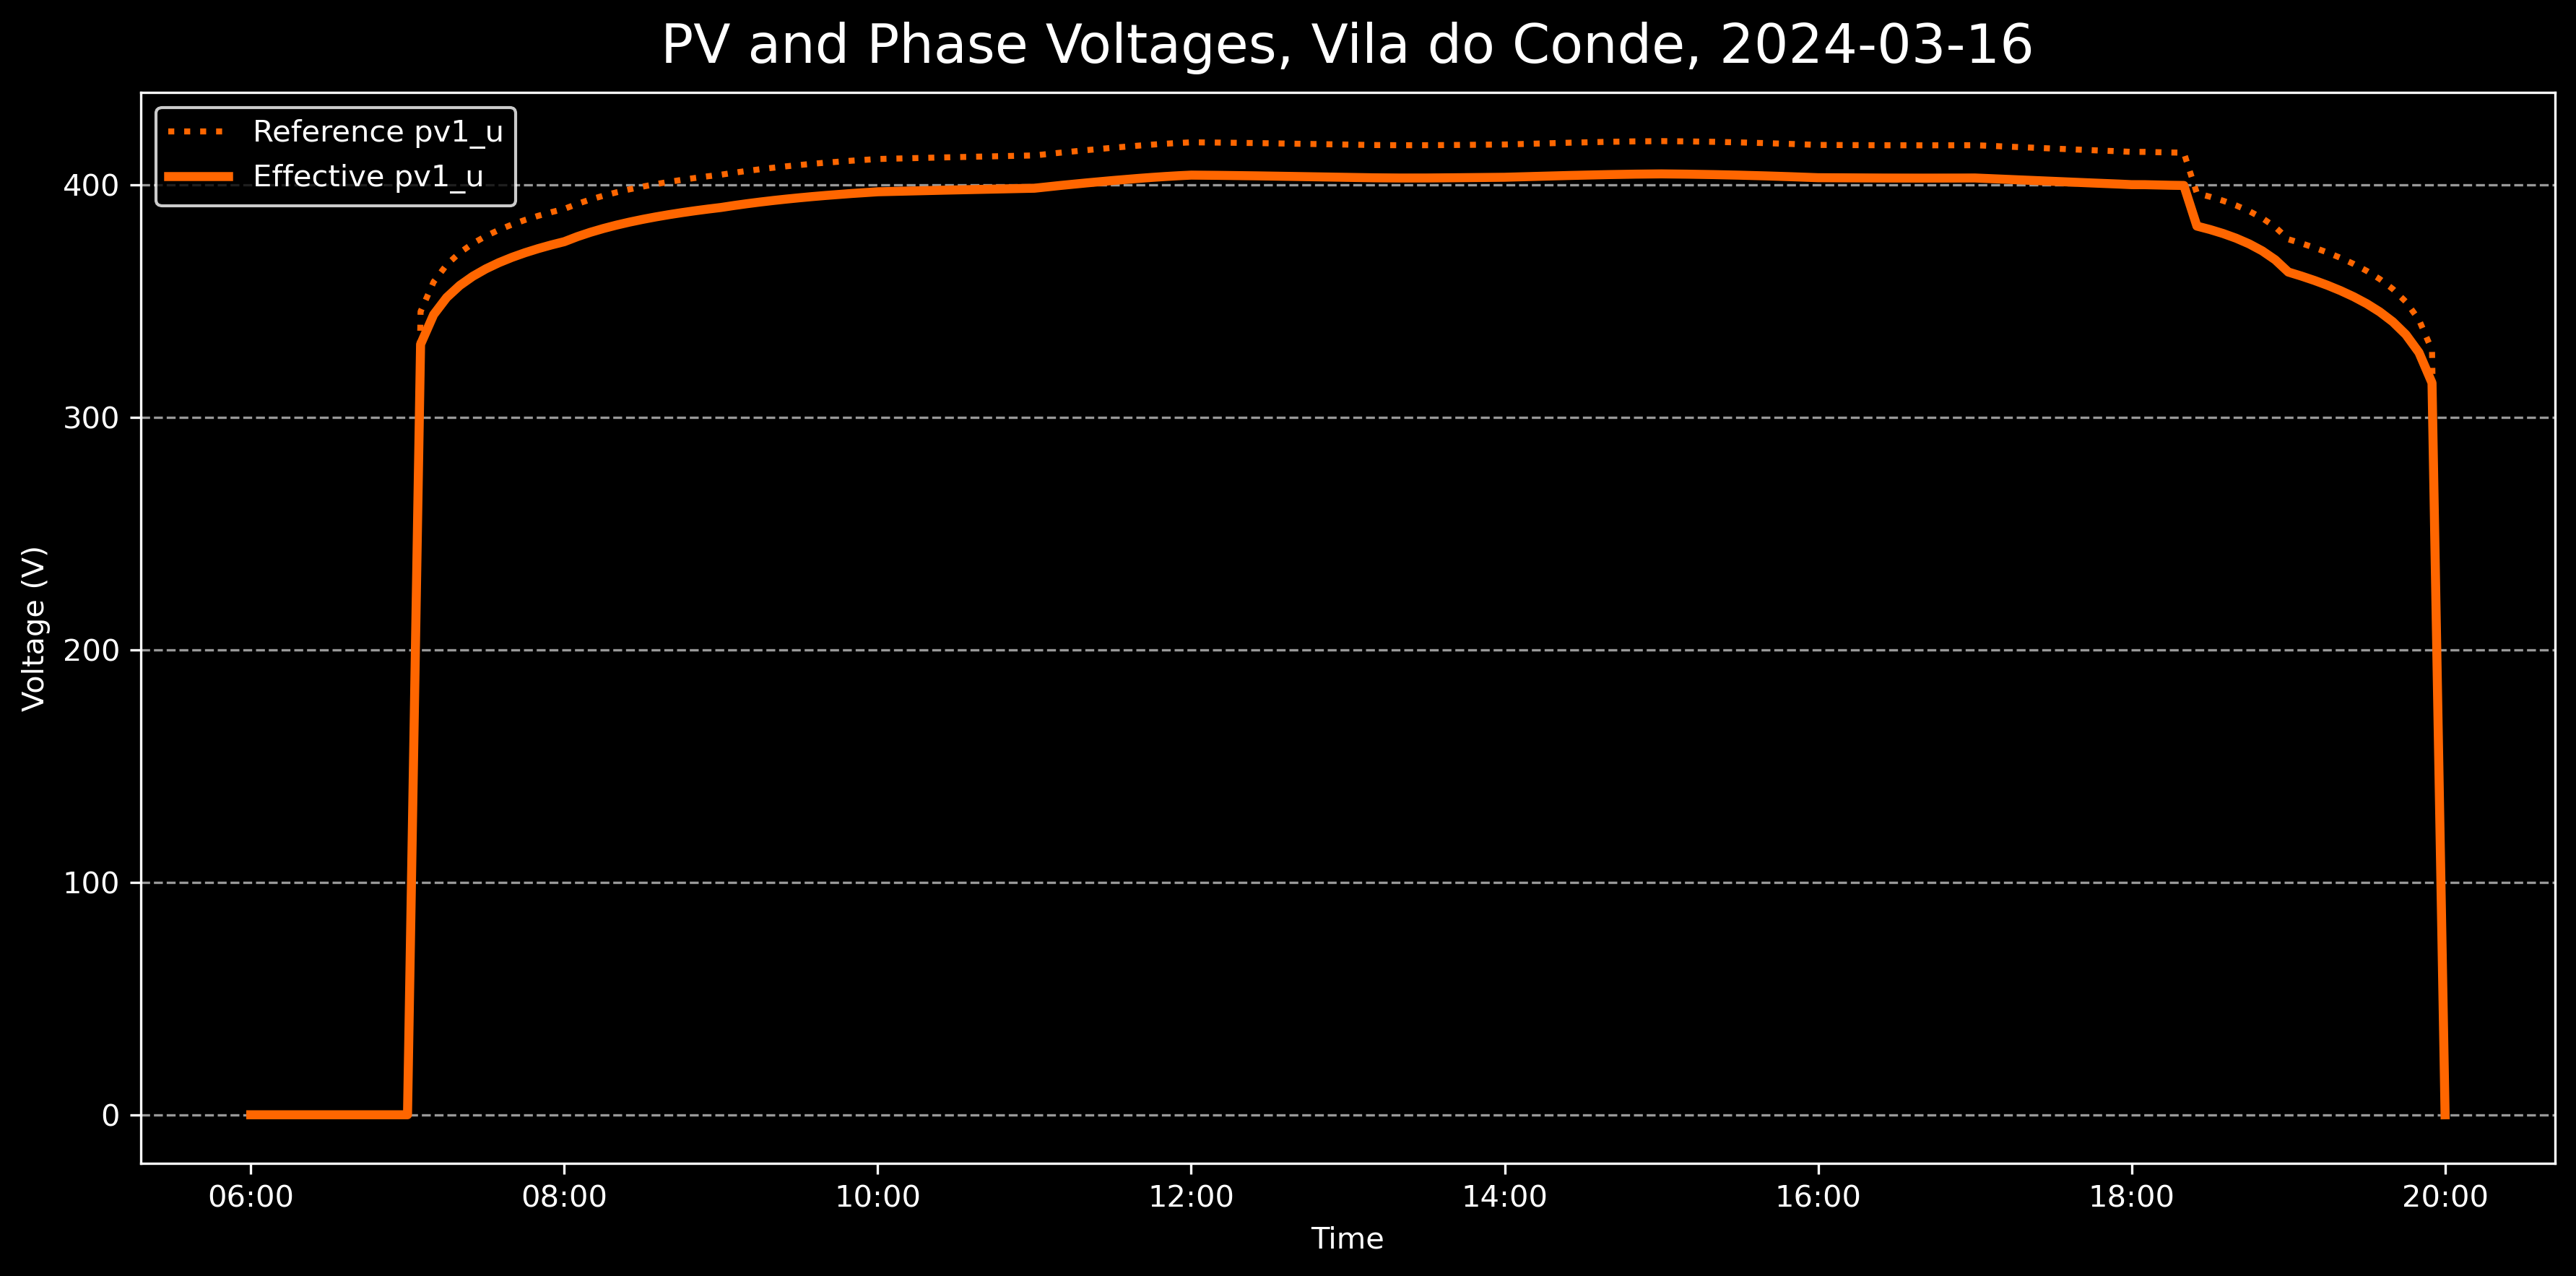 PV and Phase Voltages, Vila do Conde, 2024-03-16
Reference pv1_u
Effective pv1_u
400
300
200
100
0
Voltage (V)
06:00 08:00 10:00 12:00 14:00 16:00 18:00 20:00
Time